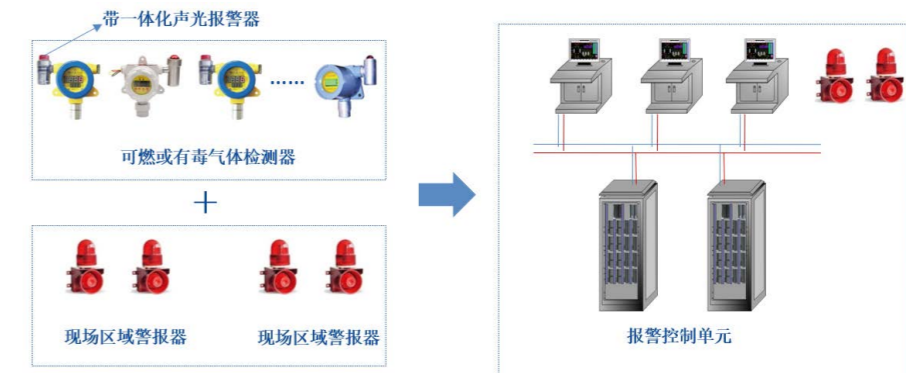 带一体化声光报警器
......
可燃或有毒气体检测器
+
现场区域警报器
现场区域警报器
报警控制单元